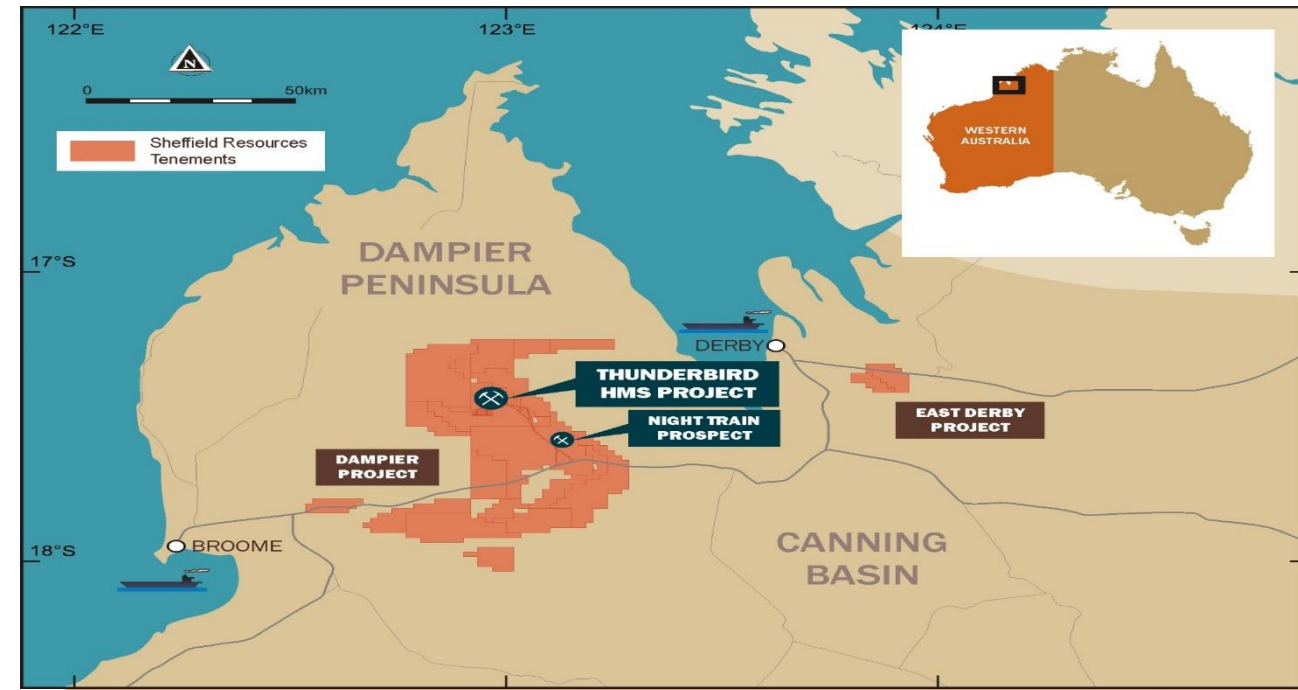 122°E
123°E
124°E
N
0
50km
Sheffield Resources
Tenements
WESTERN
AUSTRALIA
17°S
DAMPIER
PENINSULA
DERBY
THUNDERBIRD
HMS PROJECT
NIGHT TRAIN
PROSPECT
EAST DERBY
PROJECT
DAMPIER
PROJECT
18°S
BROOME
CANNING
BASIN